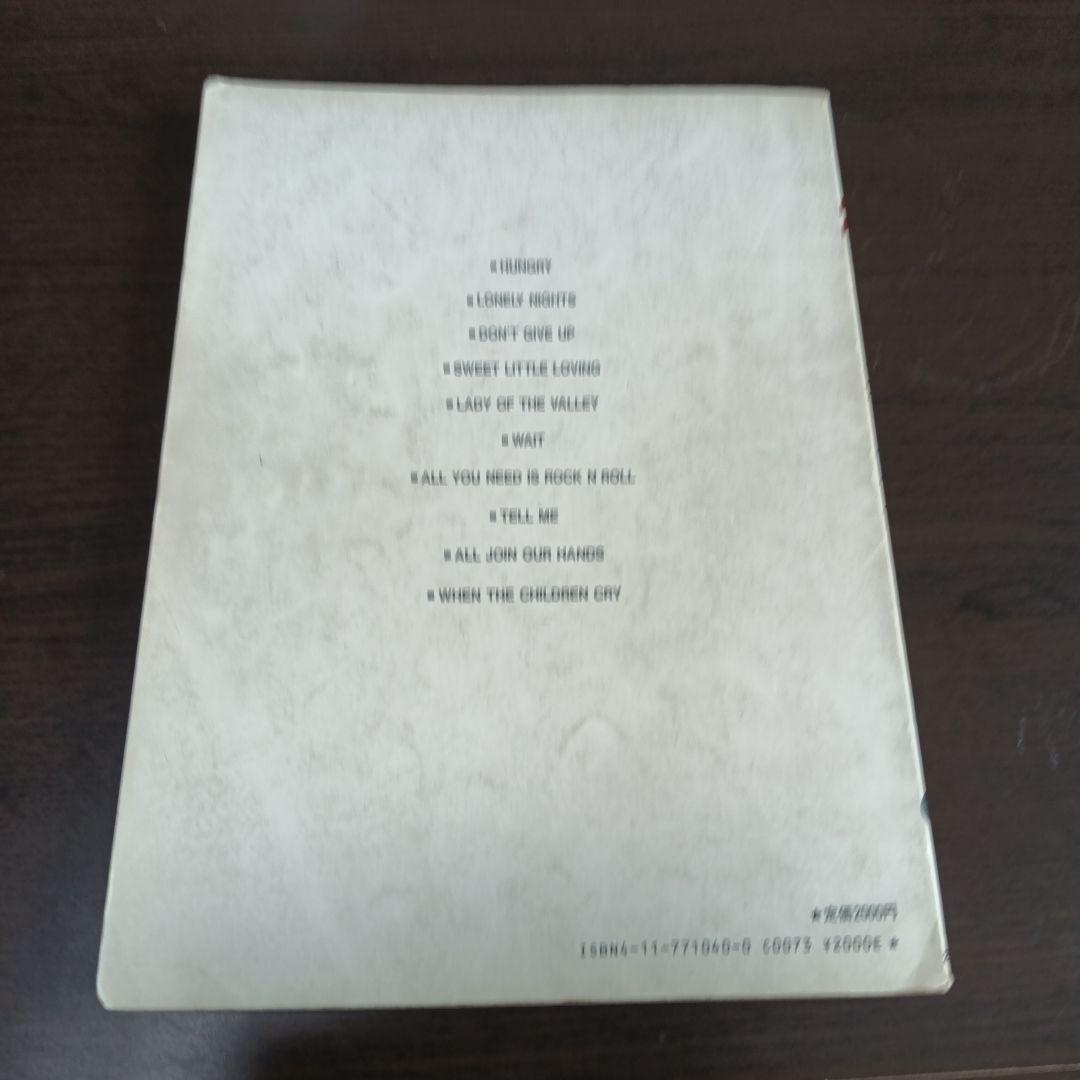 ■HUNGRY
■LONELY NIGHTS
■DON'T GIVE UP
■SWEET LITTLE LOVING
■LADY OF THE VALLEY
■WAIT
■ALL YOU NEED IS ROCK N ROLL
■TELL ME
■ALL JOIN OUR HANDS
■WHEN THE CHILDREN CRY
★定価2000円
ISBN4-11-771040-0 C0073 ¥2000E★